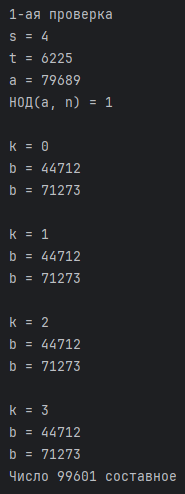 1-ая проверка
s = 4
t = 6225
a = 79689
НОД(a, n) = 1
k = 0
b = 44712
b = 71273
k = 1
b = 44712
b = 71273
k = 2
b = 44712
b = 71273
k = 3
b = 44712
b = 71273
Число 99601 составное